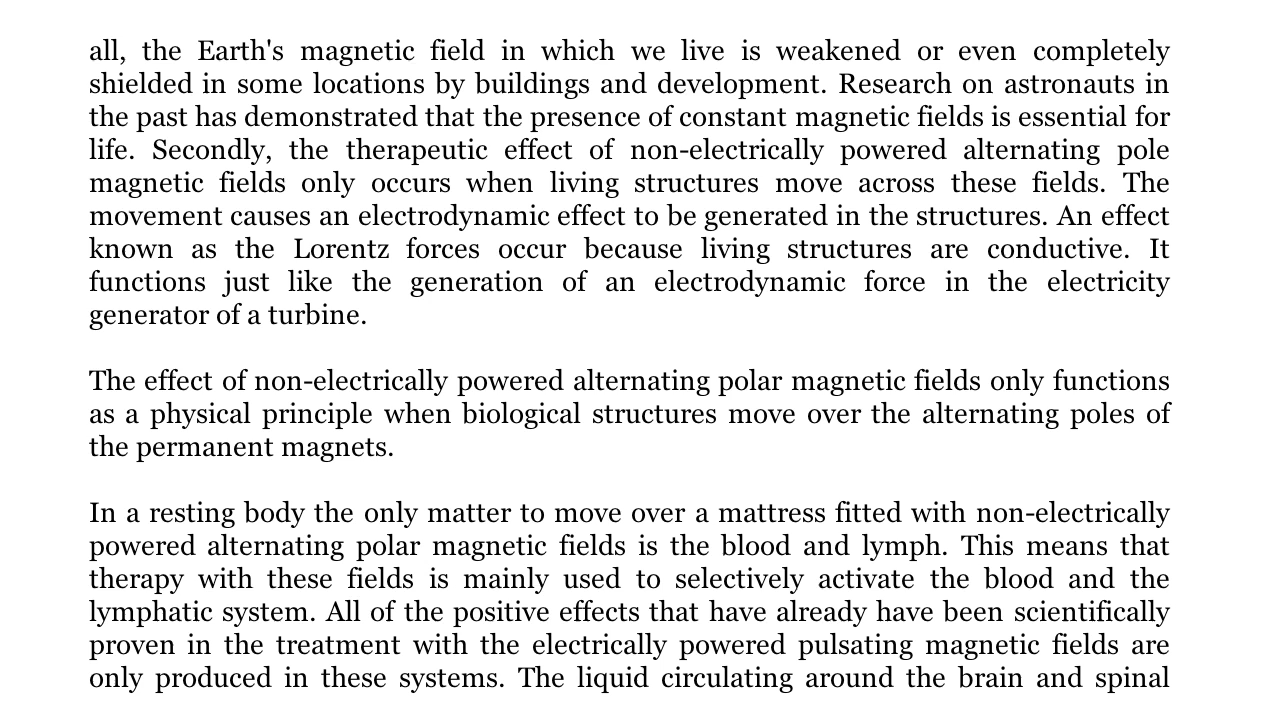 all, the Earth's magnetic field in which we live is weakened or even completely
shielded in some locations by buildings and development. Research on astronauts in
the past has demonstrated that the presence of constant magnetic fields is essential for
life. Secondly, the therapeutic effect of non-electrically powered alternating pole
magnetic fields only occurs when living structures move across these fields. The
movement causes an electrodynamic effect to be generated in the structures. An effect
known as the Lorentz forces occur because living structures are conductive. It
functions just like the generation of an electrodynamic force in the electricity
generator of a turbine.
The effect of non-electrically powered alternating polar magnetic fields only functions
as a physical principle when biological structures move over the alternating poles of
the permanent magnets.
In a resting body the only matter to move over a mattress fitted with non-electrically
powered alternating polar magnetic fields is the blood and lymph. This means that
therapy with these fields is mainly used to selectively activate the blood and the
lymphatic system. All of the positive effects that have already have been scientifically
proven in the treatment with the electrically powered pulsating magnetic fields are
only produced in these systems. The liquid circulating around the brain and spinal